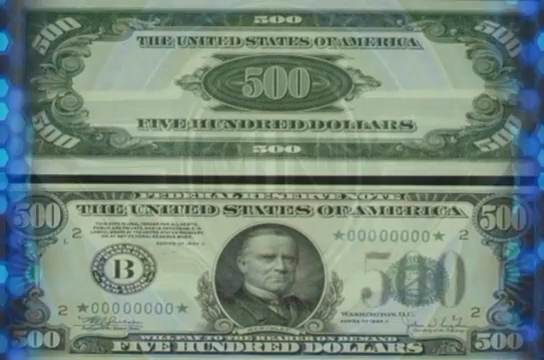 500
500 500
THE UNITED STATES OF AMERICA
500
FIVE HUNDRED DOLLARS
500 500
500
FEDERAL RESERVE NOTE
500 THE UNITED STATES OF AMERICA 500
2 ★00000000★ 2
B 500
WASHINGTON, D.C.
2 ★00000000★ 2
500 WILL PAY TO THE BEARER ON DEMAND 500
FIVE HUNDRED DOLLARS